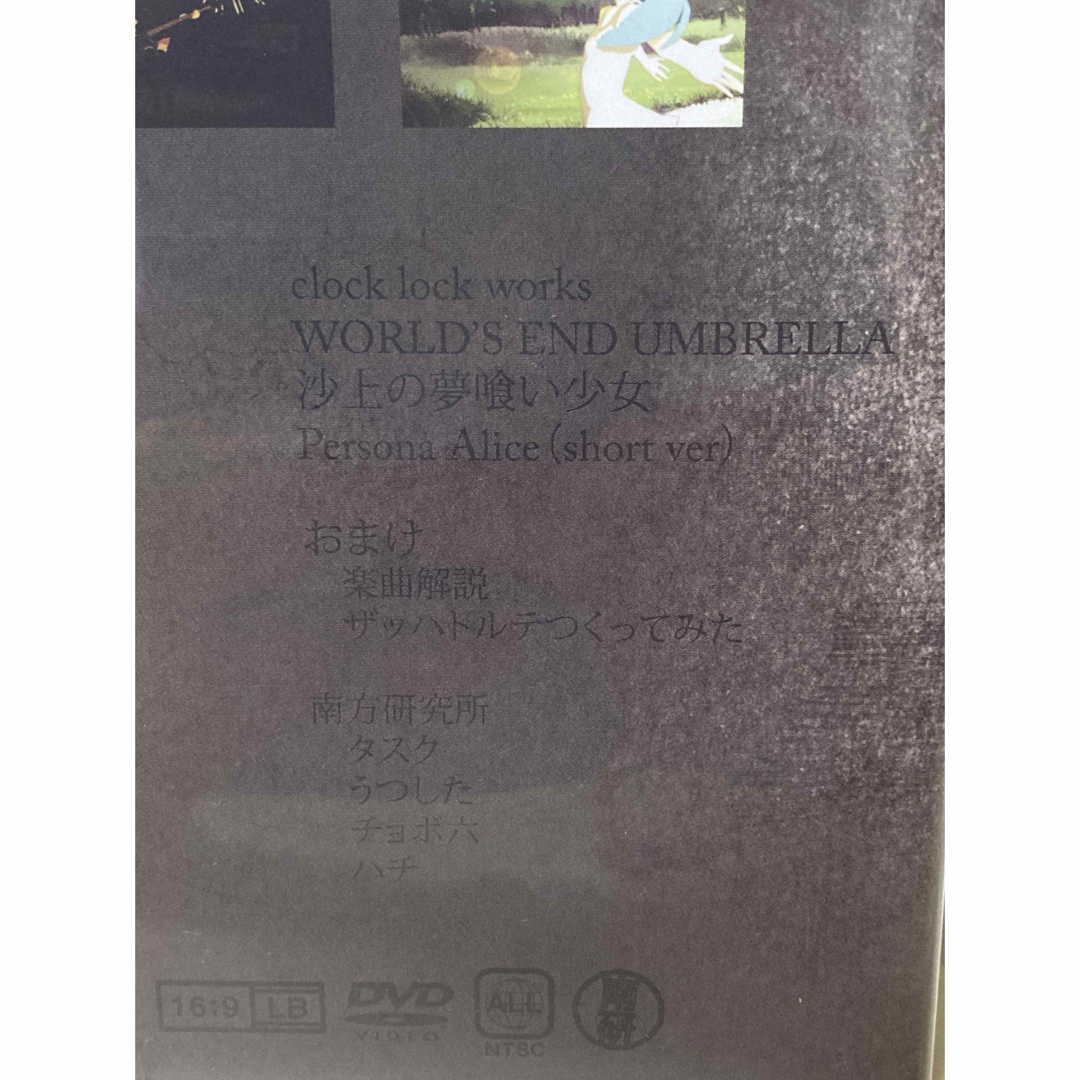 clock lock works
WORLD'S END UMBRELLA
沙上の夢喰い少女
Persona Alice (short ver)
おまけ
楽曲解説
ザッハトルテつくってみた
南方研究所
タスク
うつした
チョボ六
ハチ
16:9 LB
DVD
VIDEO
ALL
NTSC
南研